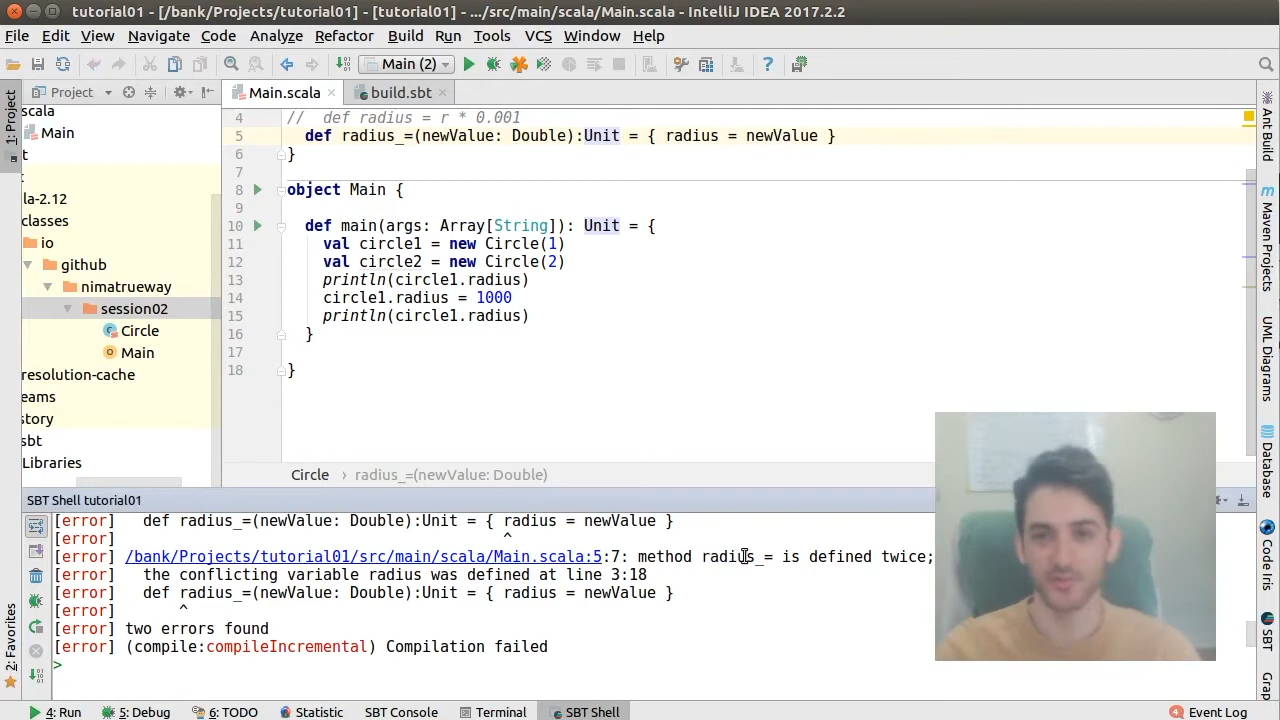 tutorial01 - [/bank/Projects/tutorial01] - [tutorial01] - .../src/main/scala/Main.scala - IntelliJ IDEA 2017.2.2
File Edit View Navigate Code Analyze Refactor Build Run Tools VCS Window Help
Main (2)
Project
Main.scala
build.sbt
1: Project
scala
Main
t
la-2.12
classes
io
github
nimatrueway
session02
Circle
Main
resolution-cache
eams
story
sbt
Libraries
4 // def radius = r * 0.001
5 def radius_=(newValue: Double):Unit = { radius = newValue }
6 }
7
8 object Main {
9
10 def main(args: Array[String]): Unit = {
11 val circle1 = new Circle(1)
12 val circle2 = new Circle(2)
13 println(circle1.radius)
14 circle1.radius = 1000
15 println(circle1.radius)
16 }
17
18 }
Circle radius_=(newValue: Double)
Ant Build
Maven Projects
UML Diagrams
Database
Code Iris
SBT
Grap
SBT Shell tutorial01
[error] def radius_=(newValue: Double):Unit = { radius = newValue }
[error] ^
[error] /bank/Projects/tutorial01/src/main/scala/Main.scala:5:7: method radius_= is defined twice;
[error] the conflicting variable radius was defined at line 3:18
[error] def radius_=(newValue: Double):Unit = { radius = newValue }
[error] ^
[error] two errors found
[error] (compile:compileIncremental) Compilation failed
>
2: Favorites
4: Run 5: Debug 6: TODO Statistic SBT Console Terminal SBT Shell 4 Event Log